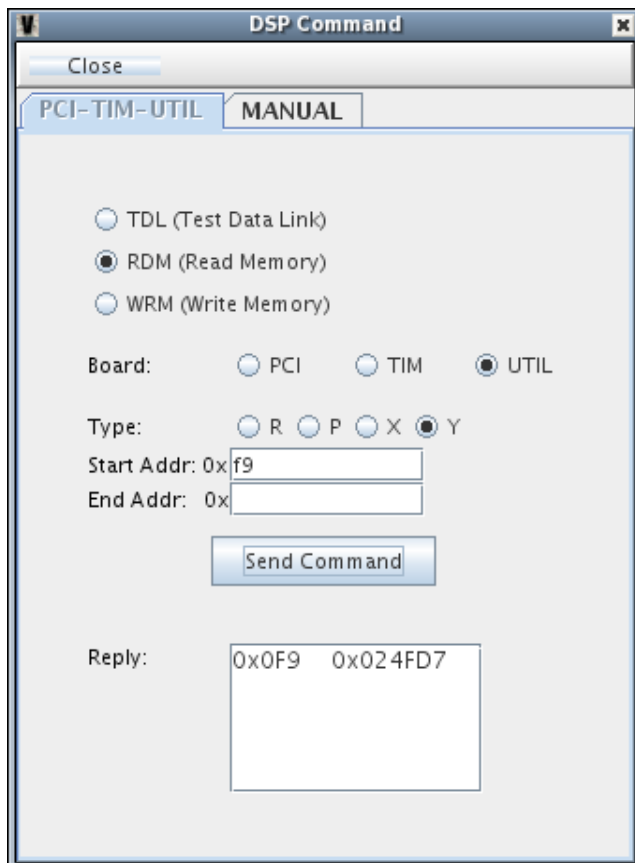 DSP Command
Close
PCI-TIM-UTIL MANUAL
TDL (Test Data Link)
RDM (Read Memory)
WRM (Write Memory)
Board: PCI TIM UTIL
Type: R P X Y
Start Addr: 0x f9
End Addr: 0x
Send Command
Reply: 0x0F9 0x024FD7